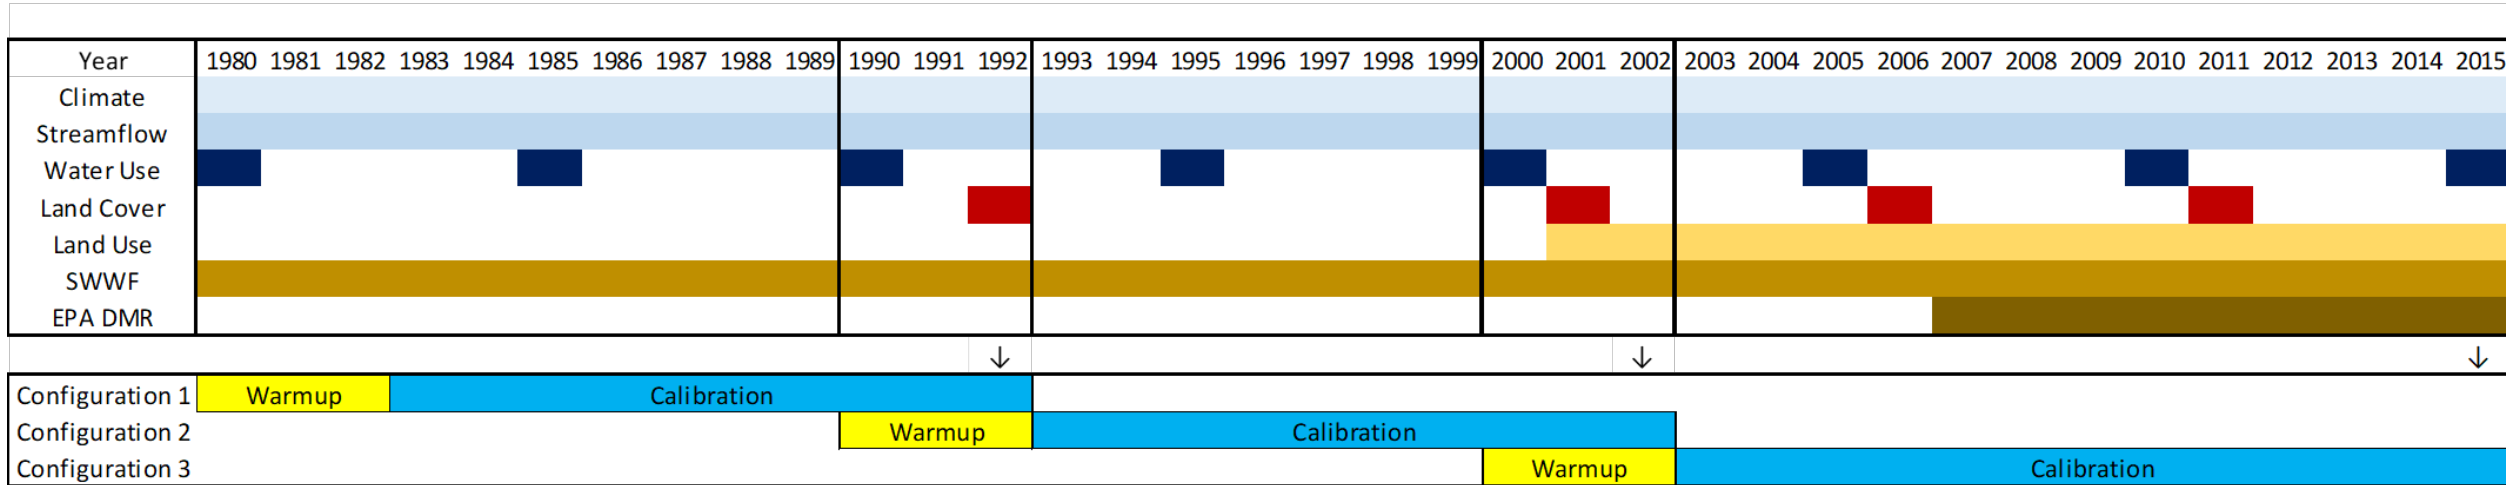 Year 1980 1981 1982 1983 1984 1985 1986 1987 1988 1989 1990 1991 1992 1993 1994 1995 1996 1997 1998 1999 2000 2001 2002 2003 2004 2005 2006 2007 2008 2009 2010 2011 2012 2013 2014 2015
Climate
Streamflow
Water Use
Land Cover
Land Use
SWWF
EPA DMR
↓ ↓ ↓
Configuration 1 Warmup Calibration
Configuration 2 Warmup Calibration
Configuration 3 Warmup Calibration